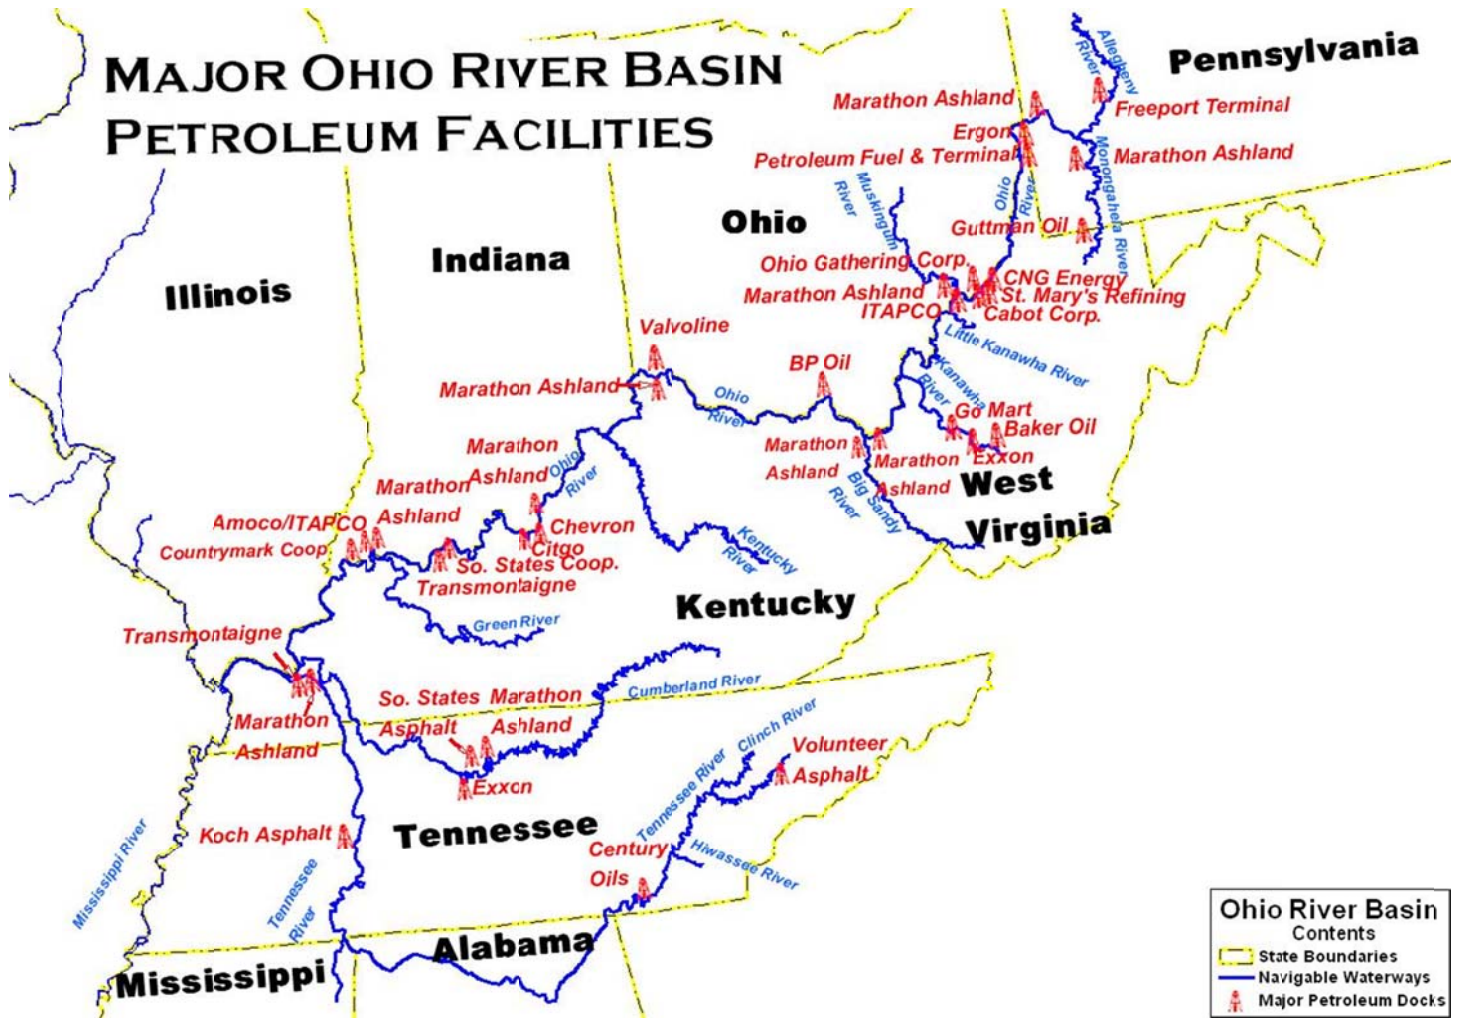 MAJOR OHIO RIVER BASIN
PETROLEUM FACILITIES
Pennsylvania
Allegheny
River
Marathon Ashland
Freeport Terminal
Ergon
Petroleum Fuel & Terminal
Marathon Ashland
Monongahela River
Muskingum
River
Ohio
River
Ohio
Guttman Oil
Indiana
Illinois
Ohio Gathering Corp.
CNG Energy
Marathon Ashland
St. Mary's Refining
ITAPCO
Cabot Corp.
Little Kanawha River
Valvoline
BP Oil
Marathon Ashland
Ohio
River
Kanawha
River
Go Mart
Baker Oil
Exxon
Marathon
Ashland
Marathon
Ashland
West
Virginia
Big Sandy
River
Marathon
Ashland
Ohio
River
Marathon
Ashland
Amoco/ITAPCO
Countrymark Coop
Chevron
Citgo
So. States Coop.
Transmontaigne
Kentucky
River
Kentucky
Green River
Transmontaigne
Marathon
Ashland
So. States
Asphalt
Marathon
Ashland
Cumberland River
Exxon
Clinch River
Tennessee River
Volunteer
Asphalt
Koch Asphalt
Tennessee
Century
Oils
Hiwassee River
Mississippi River
Tennessee
River
Alabama
Mississippi
Ohio River Basin
Contents
State Boundaries
Navigable Waterways
Major Petroleum Docks